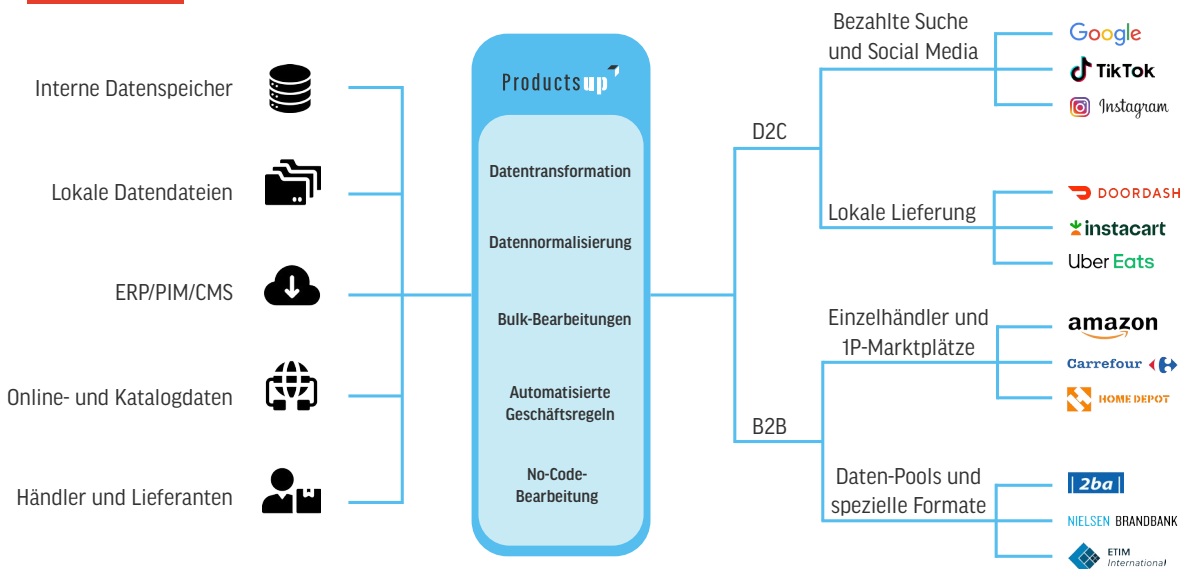 Interne Datenspeicher
Lokale Datendateien
ERP/PIM/CMS
Online- und Katalogdaten
Händler und Lieferanten
Productsup
Datentransformation
Datennormalisierung
Bulk-Bearbeitungen
Automatisierte
Geschäftsregeln
No-Code-
Bearbeitung
D2C
Bezahlte Suche
und Social Media
Google
TikTok
Instagram
Lokale Lieferung
DOORDASH
instacart
Uber Eats
B2B
Einzelhändler und
1P-Marktplätze
amazon
Carrefour
HOME DEPOT
Daten-Pools und
spezielle Formate
2ba
NIELSEN BRANDBANK
ETIM
International